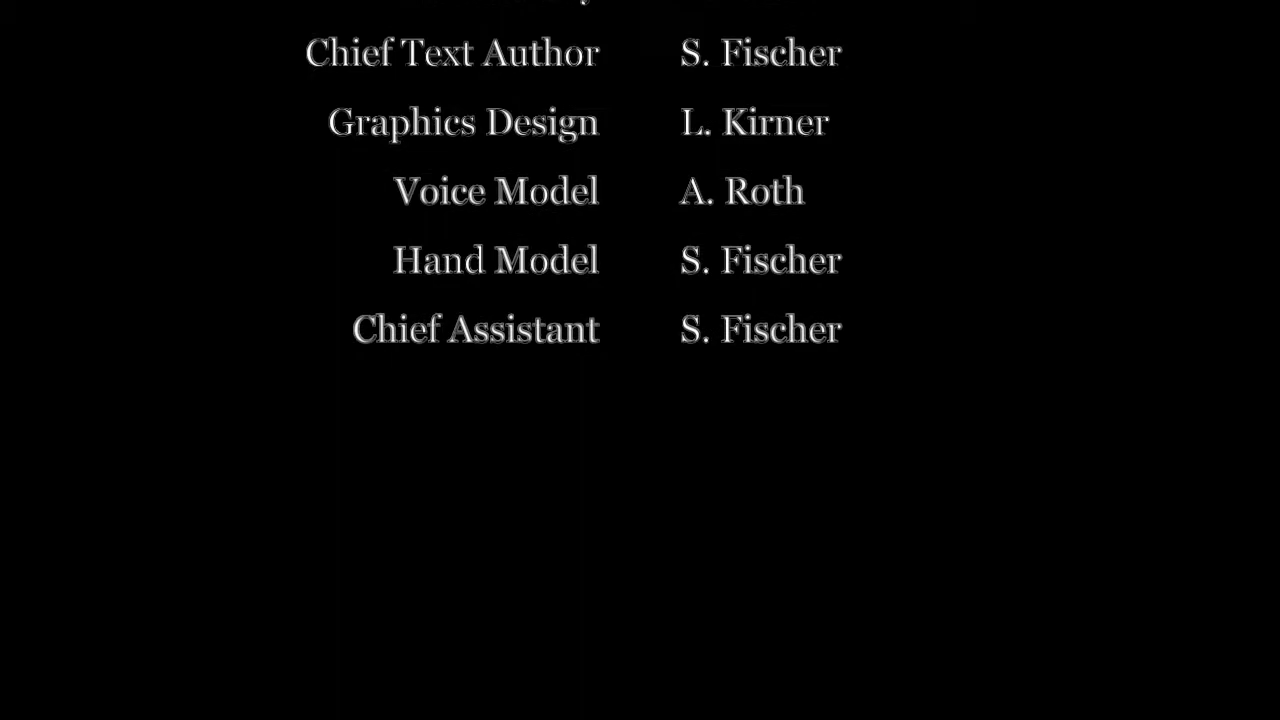 Chief Text Author S. Fischer
Graphics Design L. Kirner
Voice Model A. Roth
Hand Model S. Fischer
Chief Assistant S. Fischer